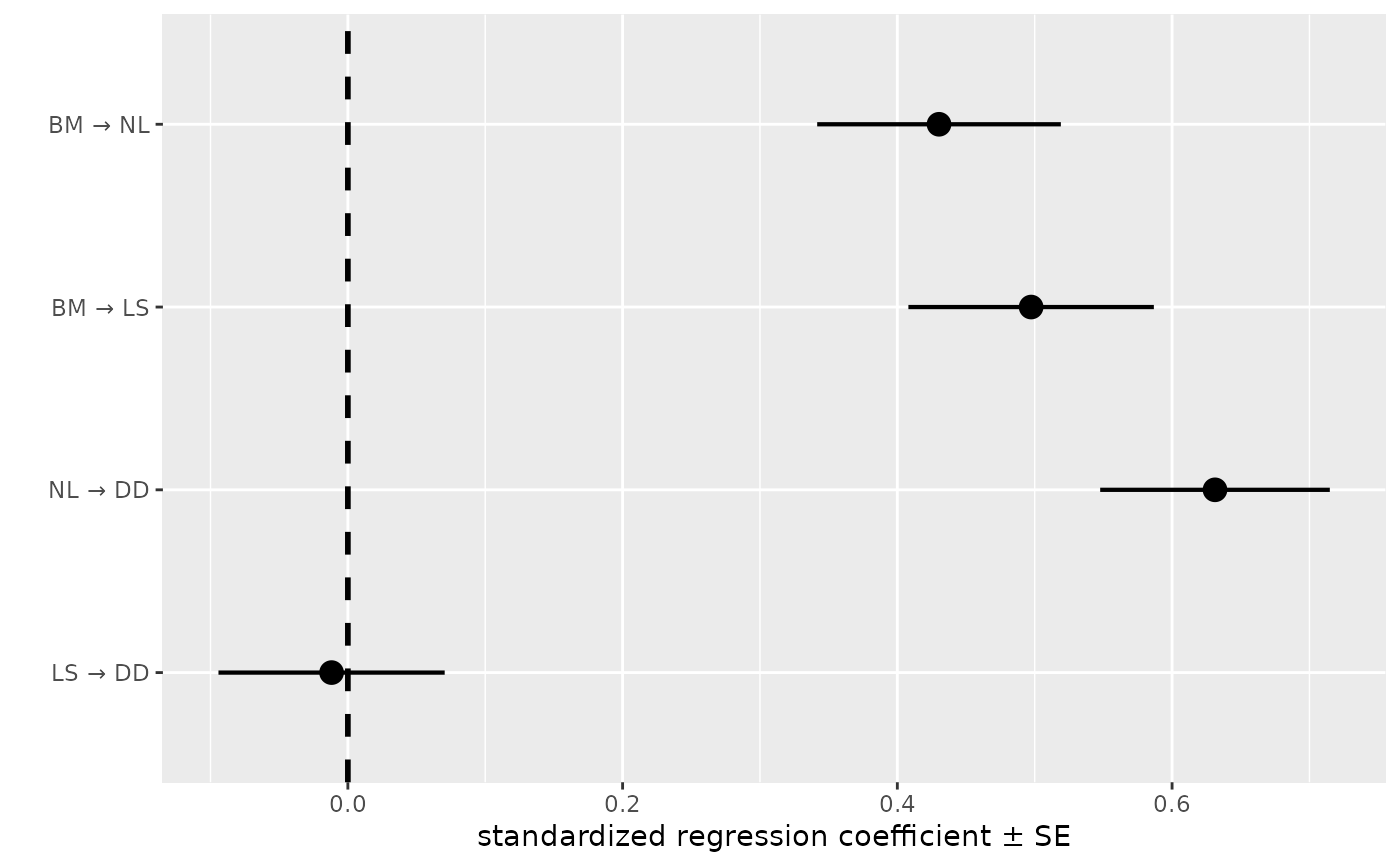 BM → NL
BM → LS
NL → DD
LS → DD
0.0 0.2 0.4 0.6
standardized regression coefficient ± SE